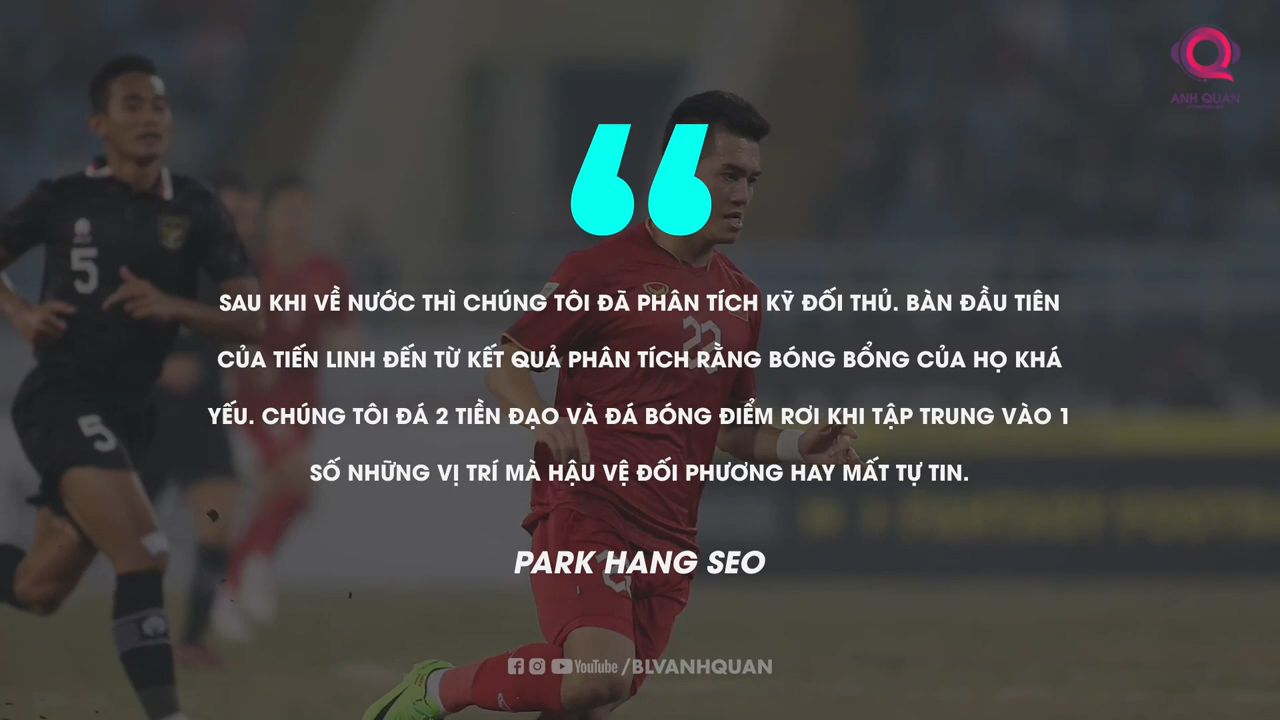 ANH QUAN
“
SAU KHI VỀ NƯỚC THÌ CHÚNG TÔI ĐÃ PHÂN TÍCH KỸ ĐỐI THỦ. BÀN ĐẦU TIÊN
CỦA TIẾN LINH ĐẾN TỪ KẾT QUẢ PHÂN TÍCH RẰNG BÓNG BỔNG CỦA HỌ KHÁ
YẾU. CHÚNG TÔI ĐÁ 2 TIỀN ĐẠO VÀ ĐÁ BÓNG ĐIỂM RƠI KHI TẬP TRUNG VÀO 1
SỐ NHỮNG VỊ TRÍ MÀ HẬU VỆ ĐỐI PHƯƠNG HAY MẤT TỰ TIN.
PARK HANG SEO
YouTube /BLVANHQUAN
5
5
22